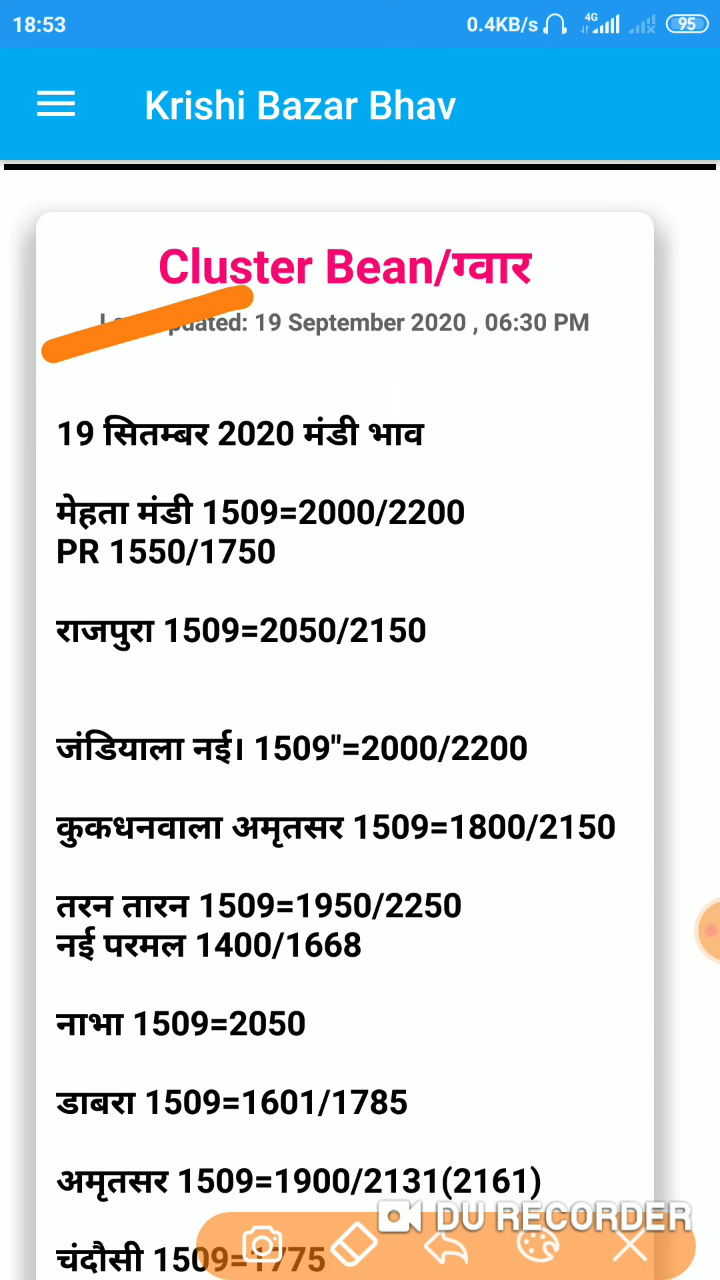 18:53 0.4KB/s 4G 95
Krishi Bazar Bhav
Cluster Bean/ग्वार
19 September 2020 , 06:30 PM
19 सितम्बर 2020 मंडी भाव
मेहता मंडी 1509=2000/2200
PR 1550/1750
राजपुरा 1509=2050/2150
जंडियाला नई। 1509"=2000/2200
कुकधनवाला अमृतसर 1509=1800/2150
तरन तारन 1509=1950/2250
नई परमल 1400/1668
नाभा 1509=2050
डाबरा 1509=1601/1785
अमृतसर 1509=1900/2131(2161)
DU RECORDER
चंदौसी 1509=1775